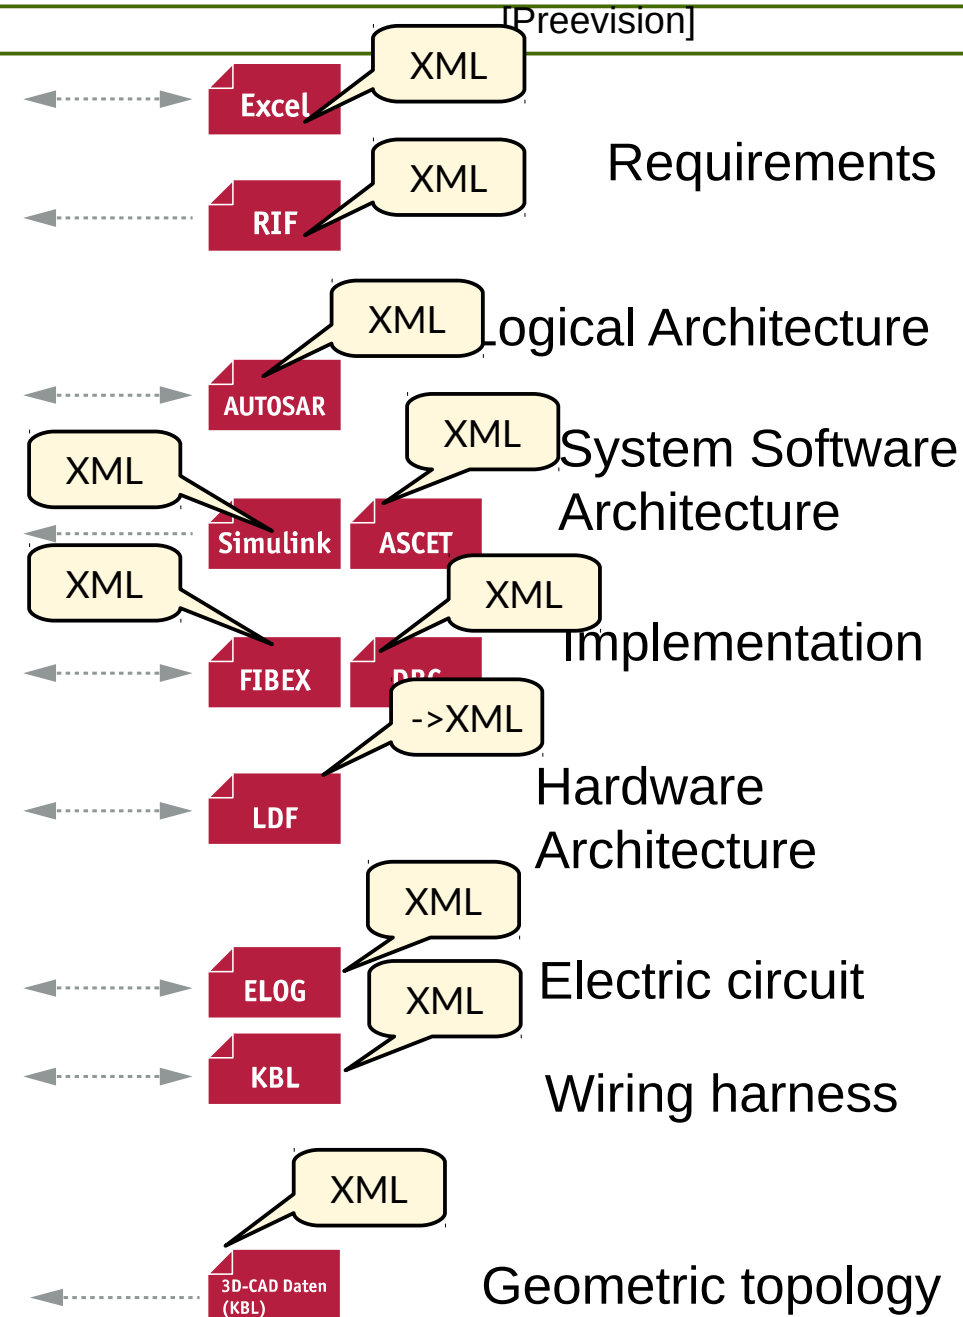 [Preevision]
XML
Excel
XML
Requirements
RIF
XML
Logical Architecture
AUTOSAR
XML
System Software
XML
Architecture
Simulink
ASCET
XML
XML
Implementation
FIBEX
DBC
->XML
Hardware
LDF
Architecture
XML
Electric circuit
ELOG
XML
KBL
Wiring harness
XML
3D-CAD Daten
(KBL)
Geometric topology